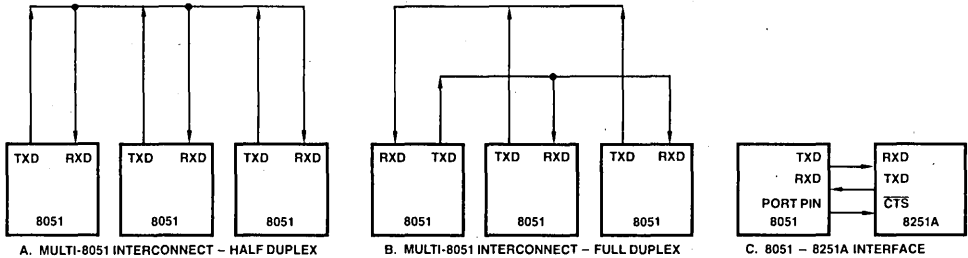 TXD RXD
8051
TXD RXD
8051
TXD RXD
8051
A. MULTI-8051 INTERCONNECT – HALF DUPLEX
RXD TXD
8051
TXD RXD
8051
TXD RXD
8051
B. MULTI-8051 INTERCONNECT – FULL DUPLEX
TXD RXD
RXD TXD
PORT PIN CTS
8051 8251A
C. 8051 – 8251A INTERFACE